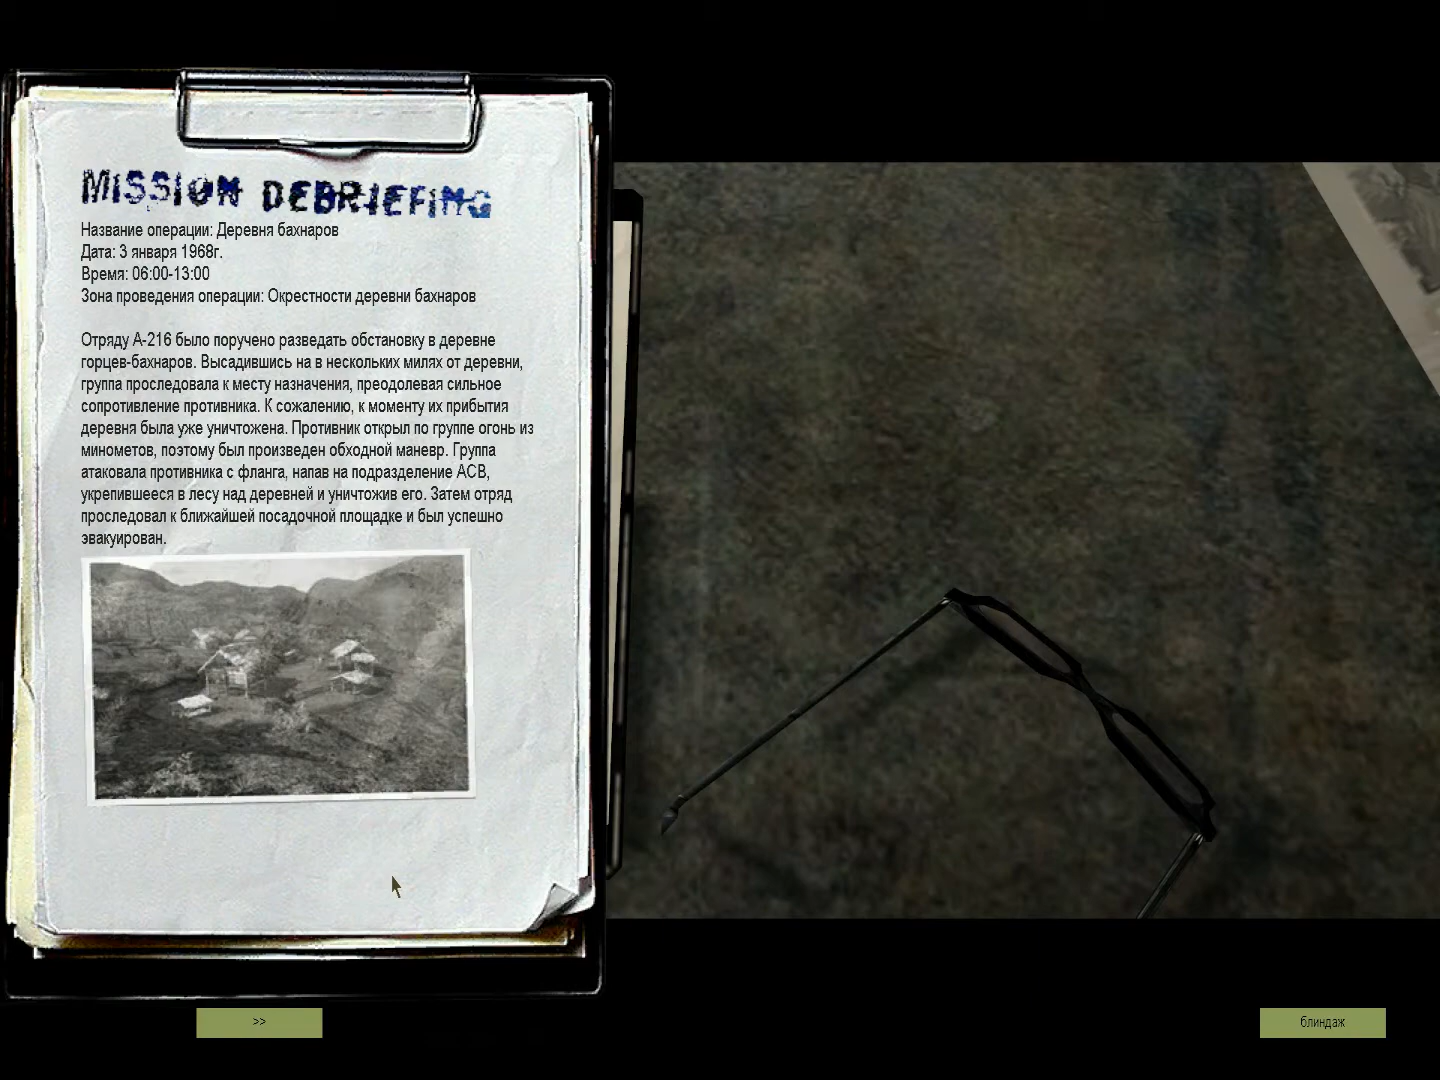 MISSION DEBRIEFING
Название операции: Деревня бахнаров
Дата: 3 января 1968г.
Время: 06:00-13:00
Зона проведения операции: Окрестности деревни бахнаров
Отряду А-216 было поручено разведать обстановку в деревне
горцев-бахнаров. Высадившись на в нескольких милях от деревни,
группа проследовала к месту назначения, преодолевая сильное
сопротивление противника. К сожалению, к моменту их прибытия
деревня была уже уничтожена. Противник открыл по группе огонь из
минометов, поэтому был произведен обходной маневр. Группа
атаковала противника с фланга, напав на подразделение АСВ,
укрепившееся в лесу над деревней и уничтожив его. Затем отряд
проследовал к ближайшей посадочной площадке и был успешно
эвакуирован.
>>
блиндаж